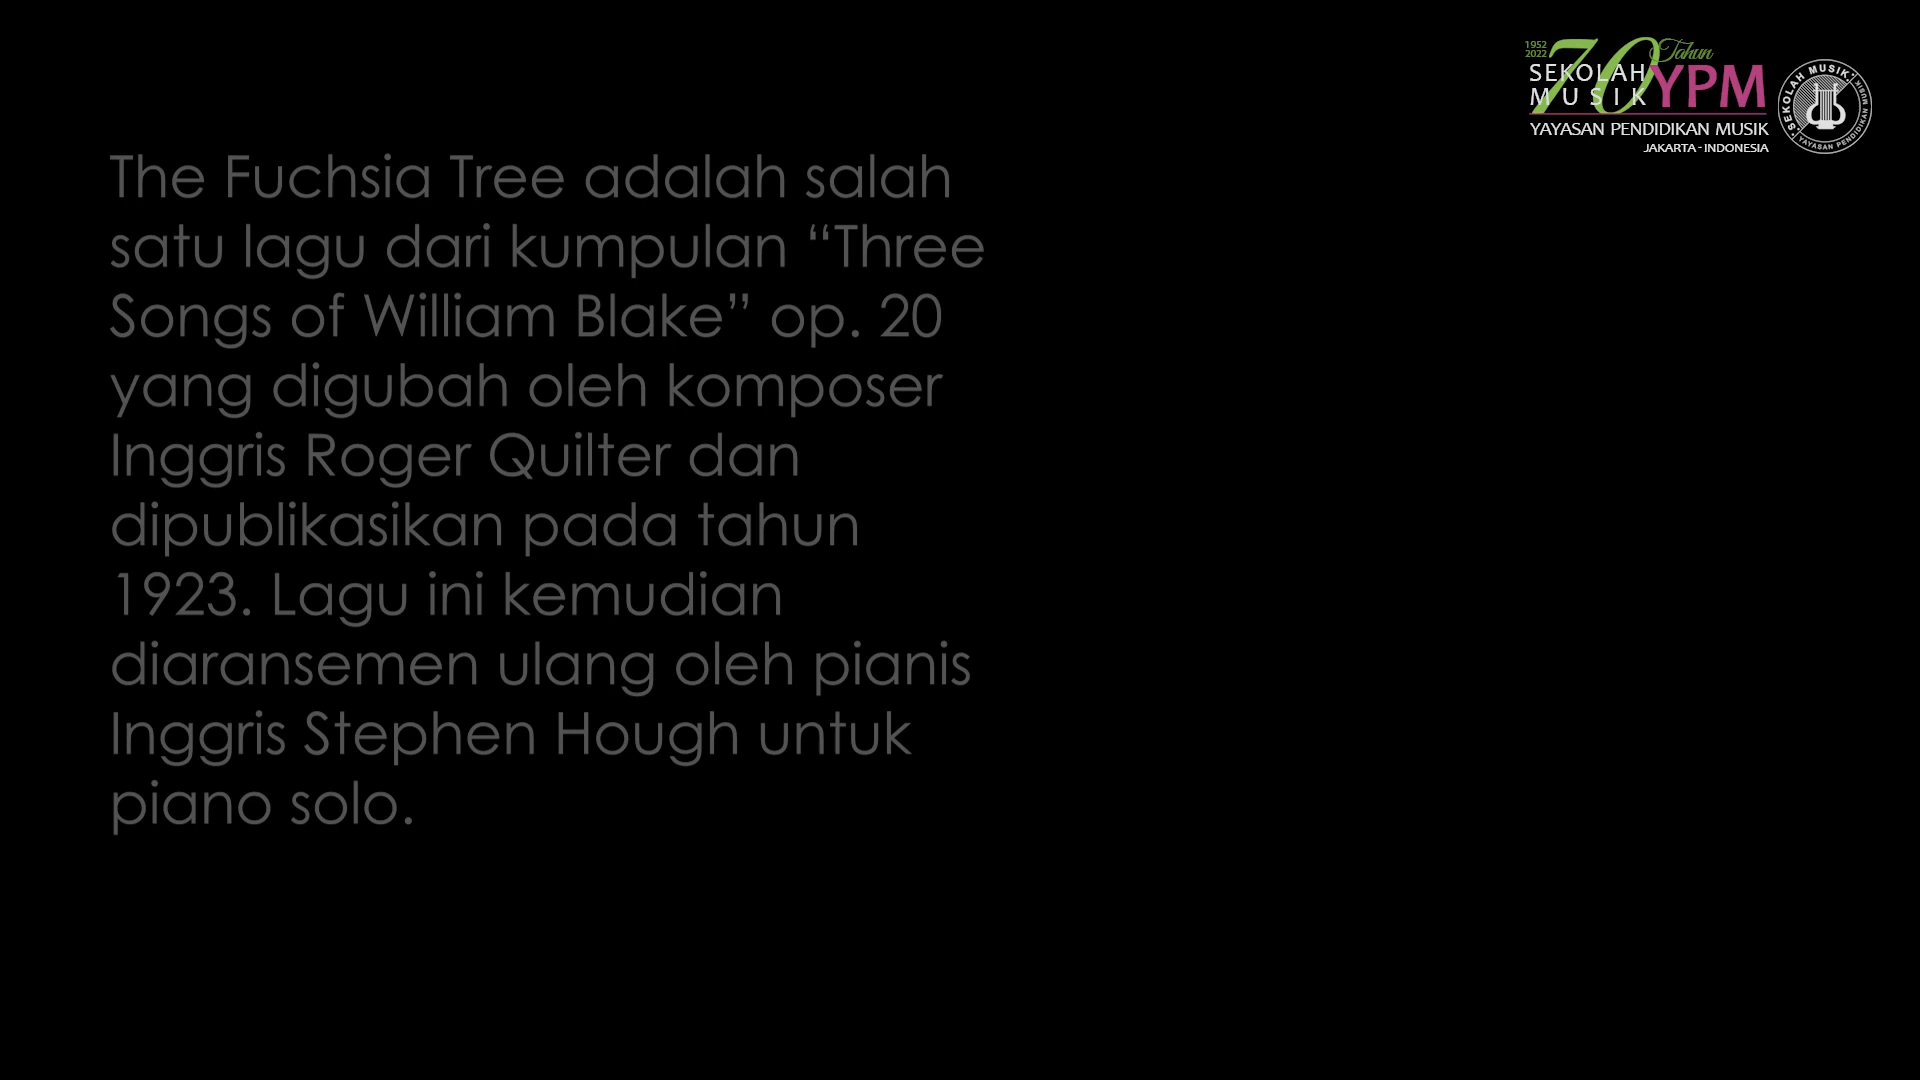 1952
2022
70 Tahun
SEKOLAH
MUSIK
YPM
YAYASAN PENDIDIKAN MUSIK
JAKARTA - INDONESIA
SEKOLAH MUSIK
YAYASAN PENDIDIKAN MUSIK
The Fuchsia Tree adalah salah
satu lagu dari kumpulan “Three
Songs of William Blake” op. 20
yang digubah oleh komposer
Inggris Roger Quilter dan
dipublikasikan pada tahun
1923. Lagu ini kemudian
diaransemen ulang oleh pianis
Inggris Stephen Hough untuk
piano solo.